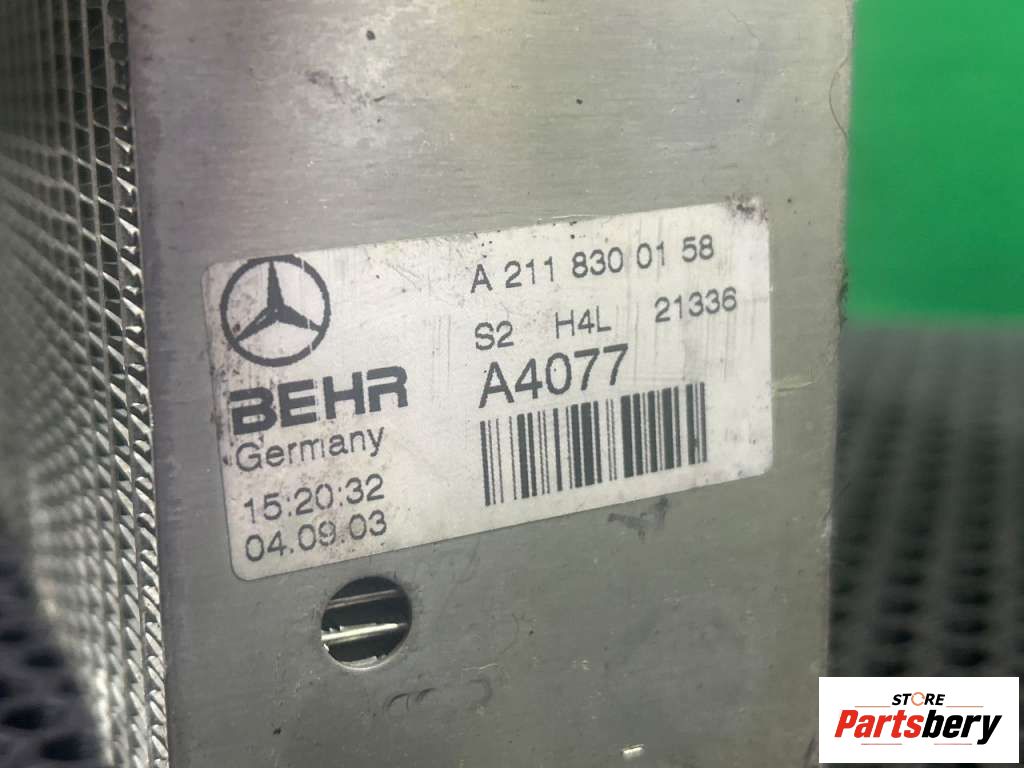 A 211 830 01 58
S2 H4L 21336
A4077
BEHR
Germany
15:20:32
04.09.03
STORE
Partsbery